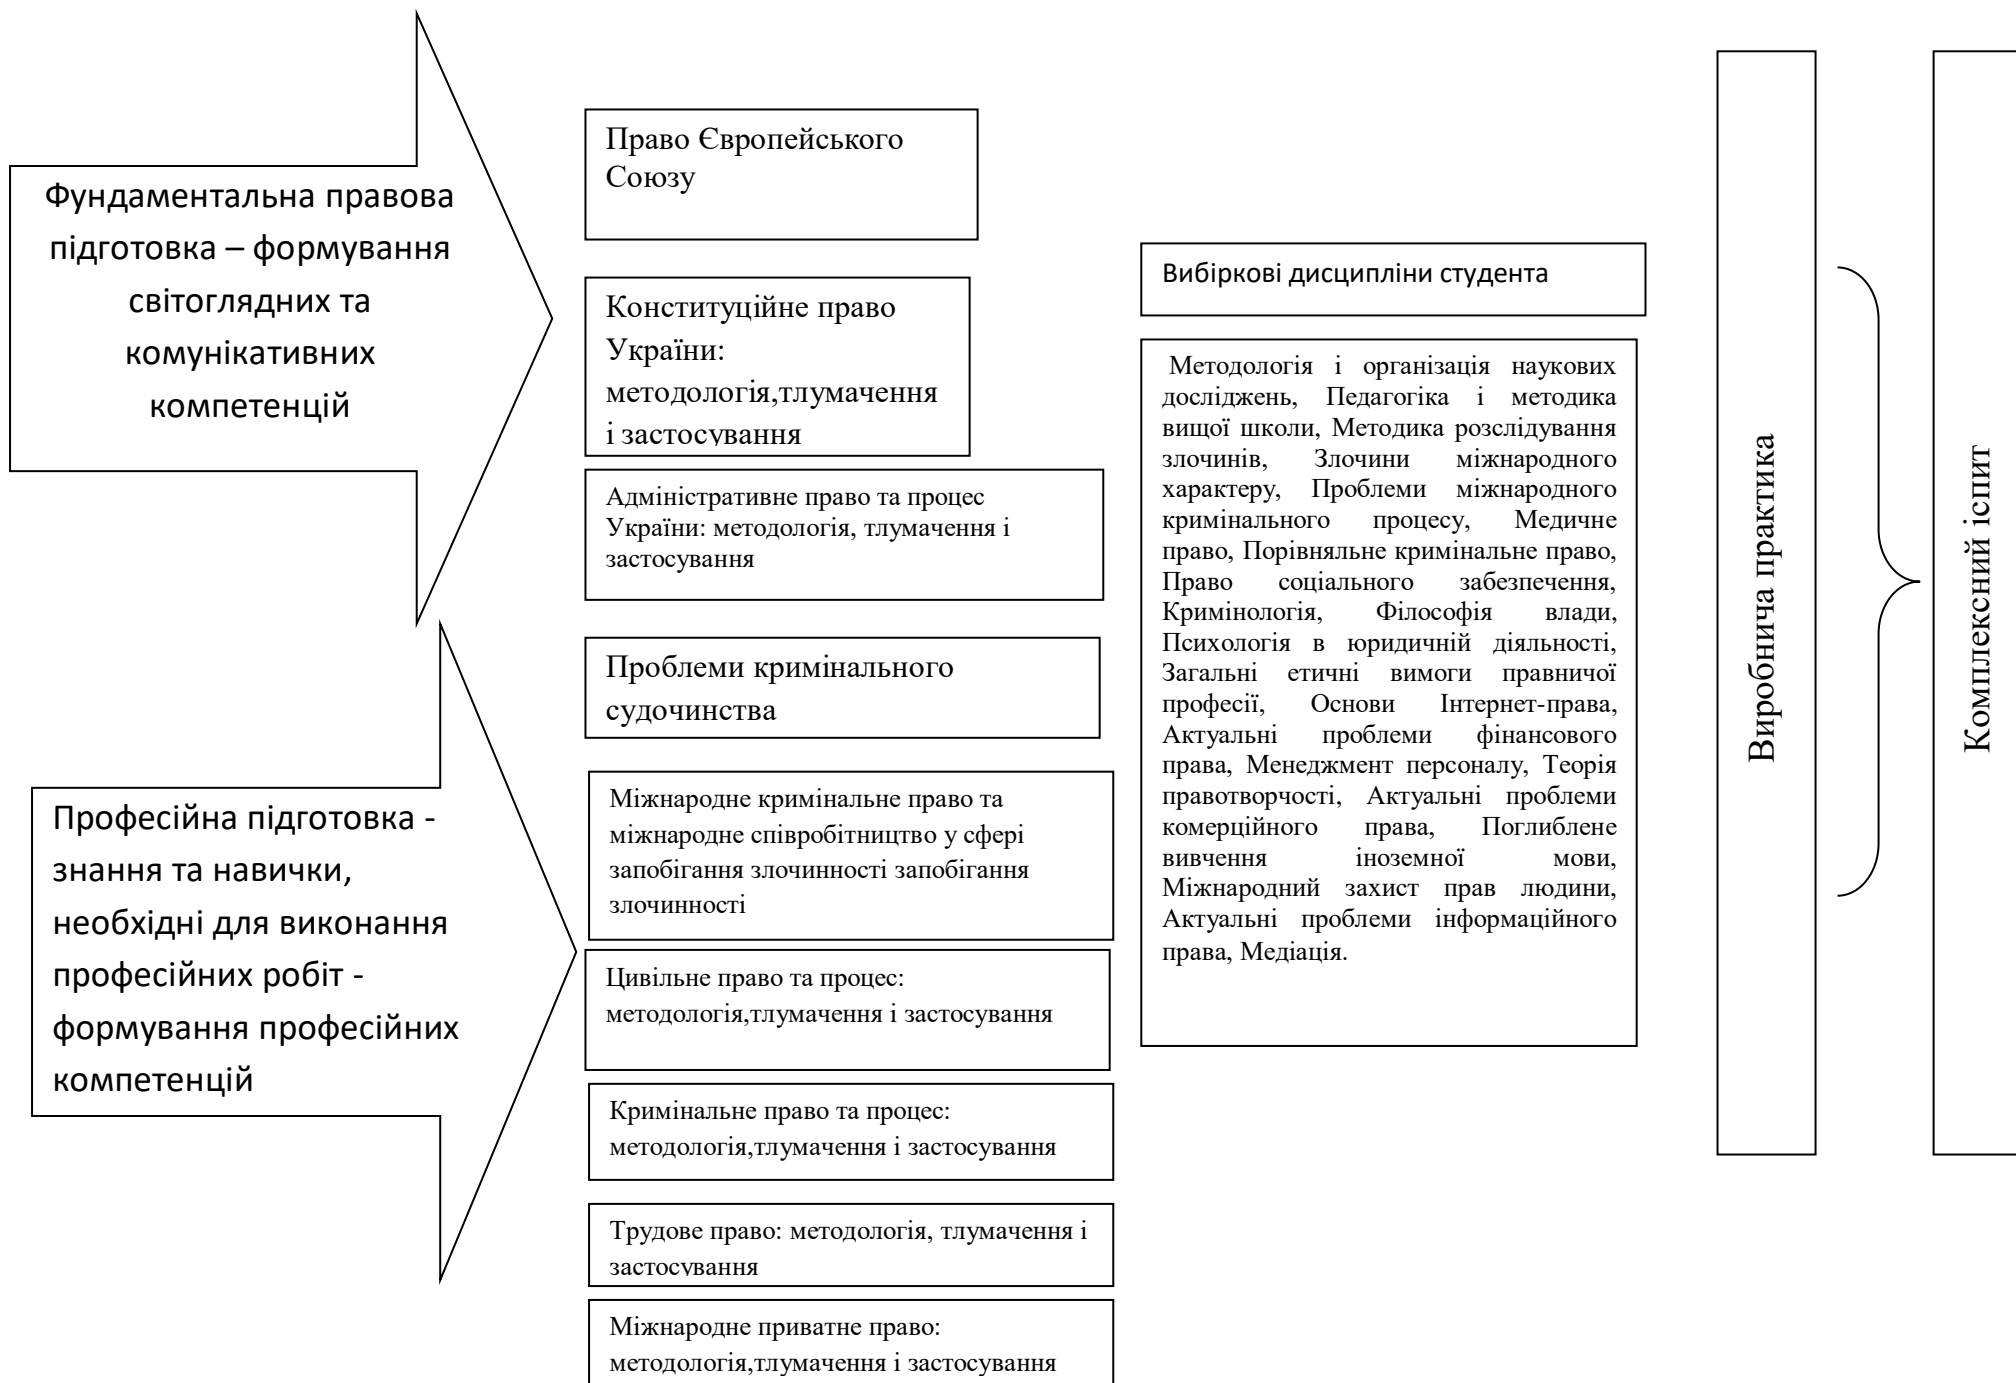 Фундаментальна правова
підготовка – формування
світоглядних та
комунікативних
компетенцій
Професійна підготовка -
знання та навички,
необхідні для виконання
професійних робіт -
формування професійних
компетенцій
Право Європейського
Союзу
Конституційне право
України:
методологія,тлумачення
і застосування
Адміністративне право та процес
України: методологія, тлумачення і
застосування
Проблеми кримінального
судочинства
Міжнародне кримінальне право та
міжнародне співробітництво у сфері
запобігання злочинності запобігання
злочинності
Цивільне право та процес:
методологія,тлумачення і застосування
Кримінальне право та процес:
методологія,тлумачення і застосування
Трудове право: методологія, тлумачення і
застосування
Міжнародне приватне право:
методологія,тлумачення і застосування
Вибіркові дисципліни студента
Методологія і організація наукових
досліджень, Педагогіка і методика
вищої школи, Методика розслідування
злочинів, Злочини міжнародного
характеру, Проблеми міжнародного
кримінального процесу, Медичне
право, Порівняльне кримінальне право,
Право соціального забезпечення,
Кримінологія, Філософія влади,
Психологія в юридичній діяльності,
Загальні етичні вимоги правничої
професії, Основи Інтернет-права,
Актуальні проблеми фінансового
права, Менеджмент персоналу, Теорія
правотворчості, Актуальні проблеми
комерційного права, Поглиблене
вивчення іноземної мови,
Міжнародний захист прав людини,
Актуальні проблеми інформаційного
права, Медіація.
Виробнича практика
Комплексний іспит